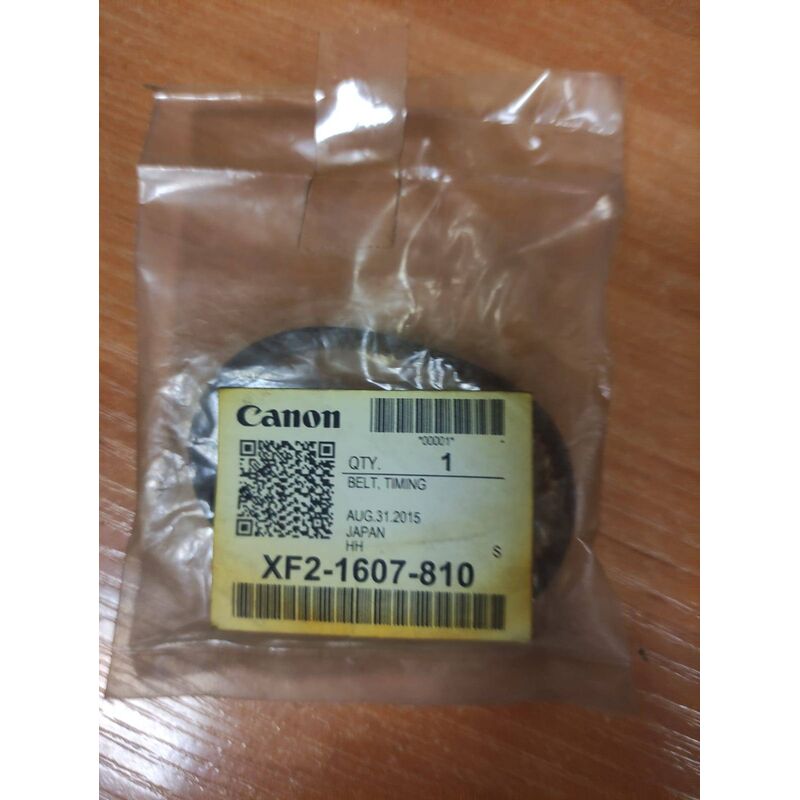 Canon
*00001*
QTY. 1
BELT, TIMING
AUG.31.2015
JAPAN
HH
S
XF2-1607-810